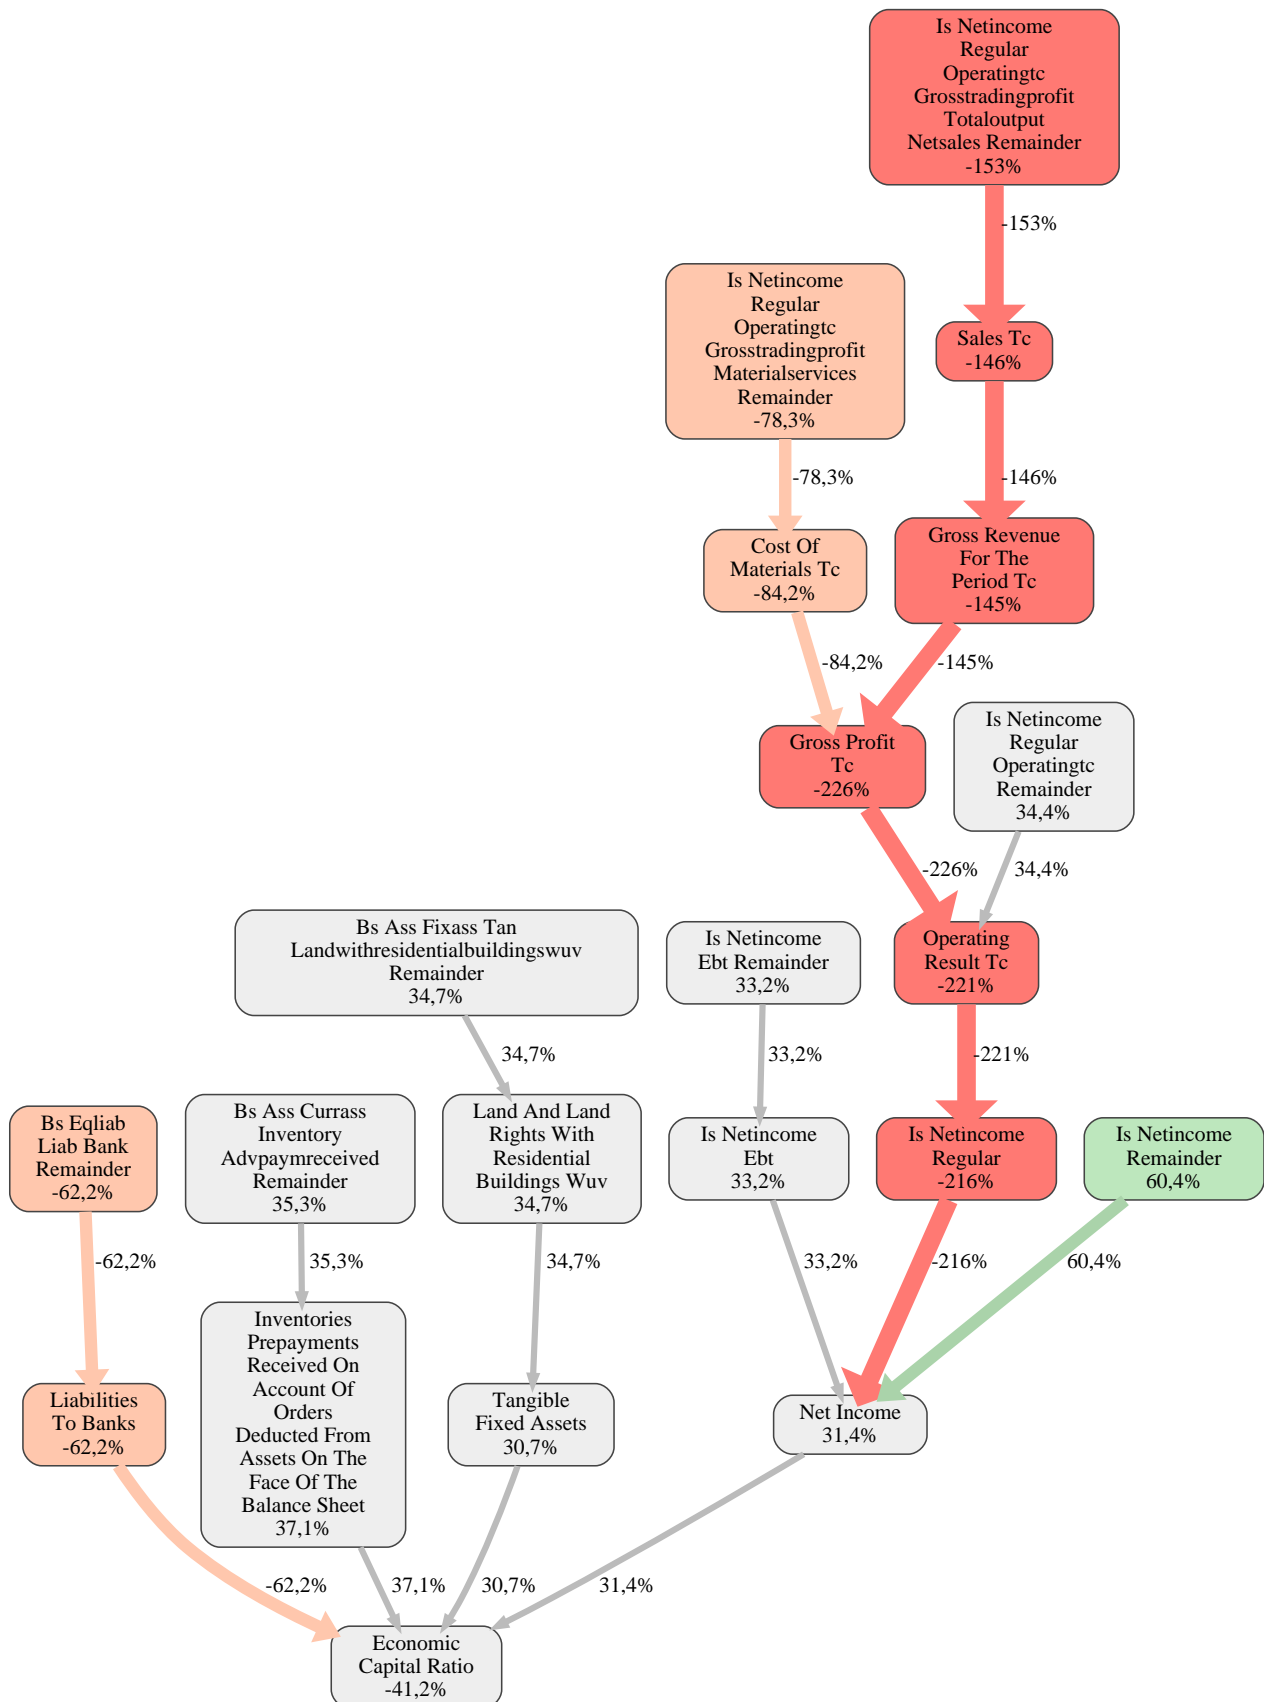 Is Netincome
Regular
Operatingtc
Grosstradingprofit
Totaloutput
Netsales Remainder
-153%
-153%
Is Netincome
Regular
Operatingtc
Grosstradingprofit
Materialservices
Remainder
-78,3%
Sales Tc
-146%
-78,3%
-146%
Cost Of
Materials Tc
-84,2%
Gross Revenue
For The
Period Tc
-145%
-84,2%
-145%
Gross Profit
Tc
-226%
Is Netincome
Regular
Operatingtc
Remainder
34,4%
-226%
34,4%
Bs Ass Fixass Tan
Landwithresidentialbuildingswuv
Remainder
34,7%
Is Netincome
Ebt Remainder
33,2%
Operating
Result Tc
-221%
34,7%
33,2%
-221%
Bs Eqliab
Liab Bank
Remainder
-62,2%
Bs Ass Currass
Inventory
Advpaymreceived
Remainder
35,3%
Land And Land
Rights With
Residential
Buildings Wuv
34,7%
Is Netincome
Ebt
33,2%
Is Netincome
Regular
-216%
Is Netincome
Remainder
60,4%
-62,2%
35,3%
34,7%
33,2%
-216%
60,4%
Liabilities
To Banks
-62,2%
Inventories
Prepayments
Received On
Account Of
Orders
Deducted From
Assets On The
Face Of The
Balance Sheet
37,1%
Tangible
Fixed Assets
30,7%
Net Income
31,4%
-62,2%
37,1%
30,7%
31,4%
Economic
Capital Ratio
-41,2%